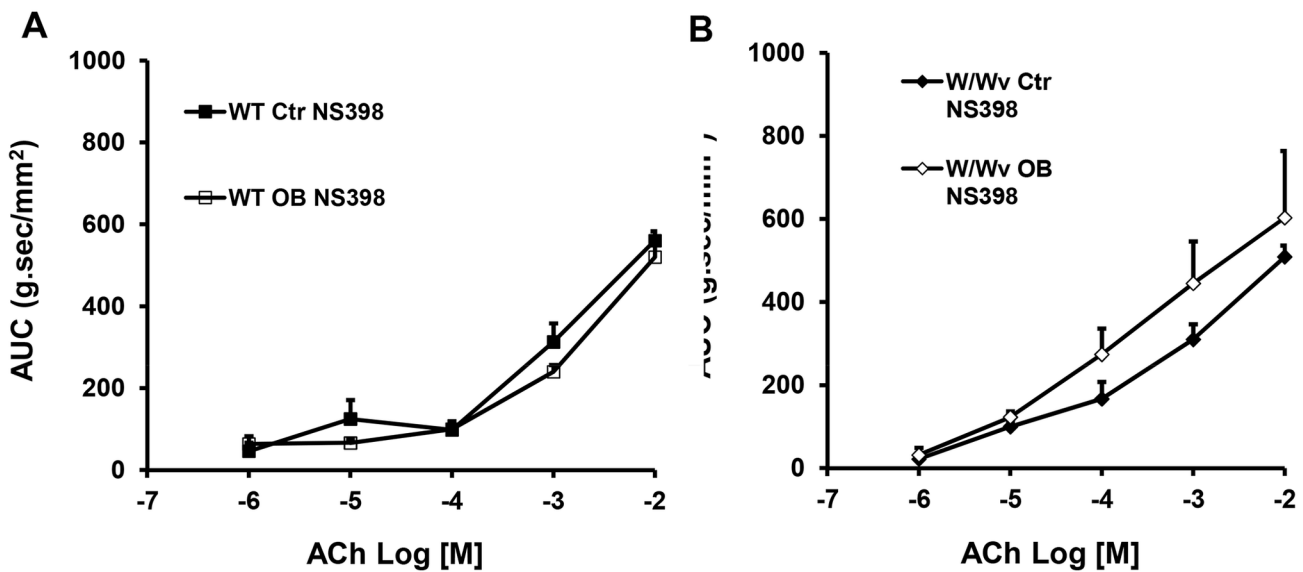 A
1000
800
600
400
200
0
-7
-6
-5
-4
-3
-2
AUC (g.sec/mm²)
ACh Log [M]
WT Ctr NS398
WT OB NS398
B
1000
800
600
400
200
0
-7
-6
-5
-4
-3
-2
ACh Log [M]
W/Wv Ctr
NS398
W/Wv OB
NS398